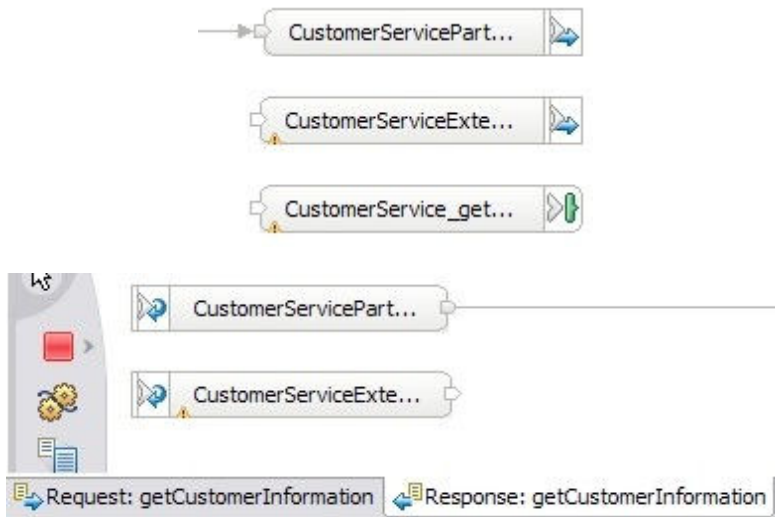 CustomerServicePart...
CustomerServiceExte...
CustomerService_get...
CustomerServicePart...
CustomerServiceExte...
Request: getCustomerInformation Response: getCustomerInformation